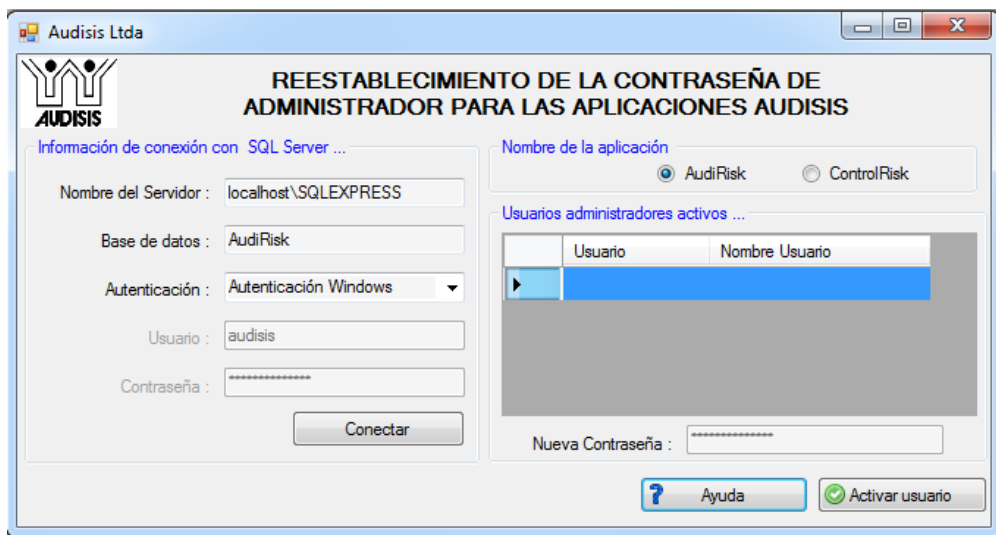 Audisis Ltda
AUDISIS
REESTABLECIMIENTO DE LA CONTRASEÑA DE
ADMINISTRADOR PARA LAS APLICACIONES AUDISIS
Información de conexión con SQL Server ...
Nombre del Servidor : localhost\SQLEXPRESS
Base de datos : AudiRisk
Autenticación : Autenticación Windows
Usuario : audisis
Contraseña : **************
Conectar
Nombre de la aplicación
AudiRisk ControlRisk
Usuarios administradores activos ...
Usuario Nombre Usuario
Nueva Contraseña : **************
? Ayuda Activar usuario